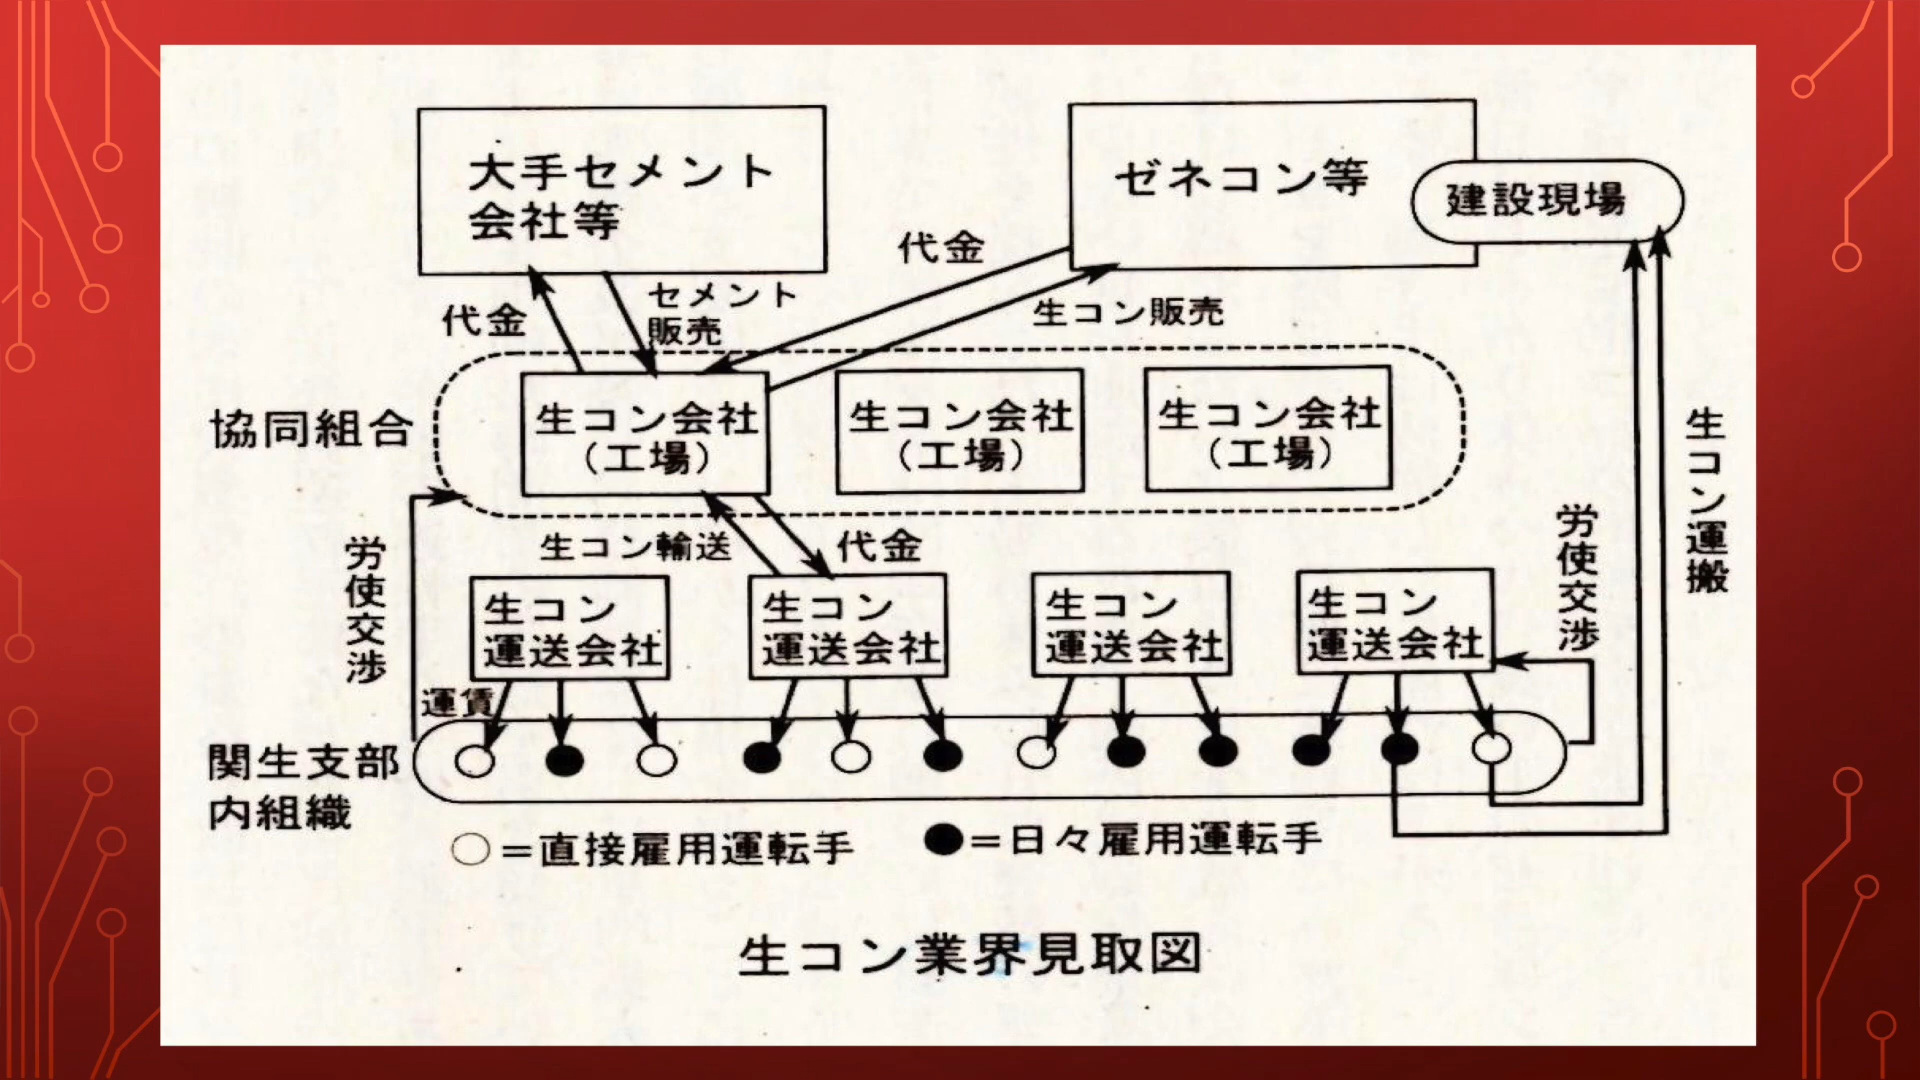 大手セメント
会社等
ゼネコン等
建設現場
代金
代金
セメント
販売
生コン販売
協同組合
生コン会社
（工場）
生コン会社
（工場）
生コン会社
（工場）
生コン運搬
労使交渉
生コン輸送
代金
労使交渉
生コン
運送会社
生コン
運送会社
生コン
運送会社
生コン
運送会社
運賃
関生支部
内組織
＝直接雇用運転手
＝日々雇用運転手
生コン業界見取図